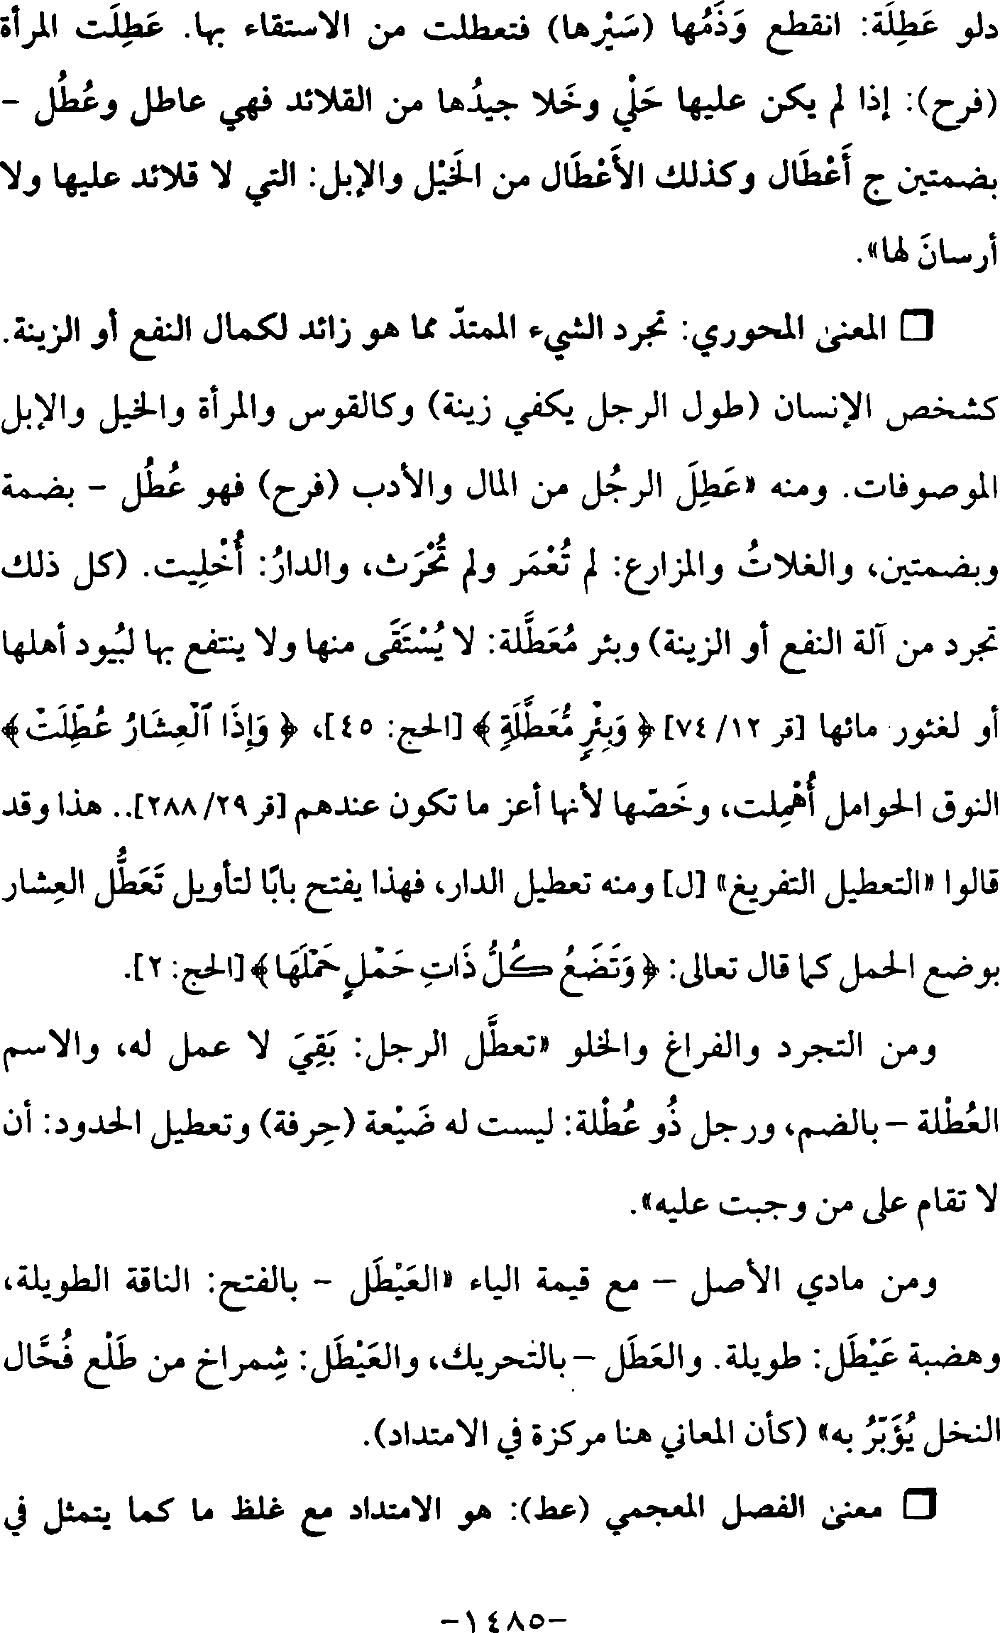 دلو عَطِلَة: انقطع وَذَمُها (سَيْرها) فتعطلت من الاستقاء بها. عَطِلَت المرأة
(فرح): إذا لم يكن عليها حَلْي وخَلا جيدُها من القلائد فهي عاطل وعُطُل –
بضمتين ج أَعْطَال وكذلك الأَعْطَال من الخَيْل والإبل: التي لا قلائد عليها ولا
أرسانَ لها».
❒ المعنى المحوري: تجرد الشيء الممتدّ مما هو زائد لكمال النفع أو الزينة.
كشخص الإنسان (طول الرجل يكفي زينة) وكالقوس والمرأة والخيل والإبل
الموصوفات. ومنه «عَطِلَ الرجُل من المال والأدب (فرح) فهو عُطُل – بضمة
وبضمتين، والغلاتُ والمزارع: لم تُعْمَر ولم تُحْرَث، والدارُ: أُخْلِيت. (كل ذلك
تجرد من آلة النفع أو الزينة) وبئر مُعَطَّلة: لا يُسْتَقَى منها ولا ينتفع بها لبُيود أهلها
أو لغئور مائها [قر ١٢/ ٧٤] ﴿ وَبِئْرٍ مُّعَطَّلَةٍ ﴾ [الحج: ٤٥]، ﴿ وَإِذَا ٱلْعِشَارُ عُطِّلَتْ ﴾
النوق الحوامل أُهْمِلت، وخَصّها لأنها أعز ما تكون عندهم [قر ٢٩/ ٢٨٨].. هذا وقد
قالوا «التعطيل التفريغ» [ل] ومنه تعطيل الدار، فهذا يفتح بابًا لتأويل تَعَطُّل العِشار
بوضع الحمل كما قال تعالى: ﴿ وَتَضَعُ كُلُّ ذَاتِ حَمْلٍ حَمْلَهَا ﴾ [الحج: ٢].
ومن التجرد والفراغ والخلو «تعطَّل الرجل: بَقِيَ لا عمل له، والاسم
العُطْلة – بالضم، ورجل ذُو عُطْلة: ليست له ضَيْعة (حِرفة) وتعطيل الحدود: أن
لا تقام على من وجبت عليه».
ومن مادي الأصل – مع قيمة الياء «العَيْطَل – بالفتح: الناقة الطويلة،
وهضبة عَيْطَل: طويلة. والعَطَل – بالتحريك، والعَيْطَل: شِمراخ من طَلْع فُحَّال
النخل يُؤَبَّرُ به» (كأن المعاني هنا مركزة في الامتداد).
❒ معنى الفصل المعجمي (عط): هو الامتداد مع غلظ ما كما يتمثل في
-١٤٨٥-